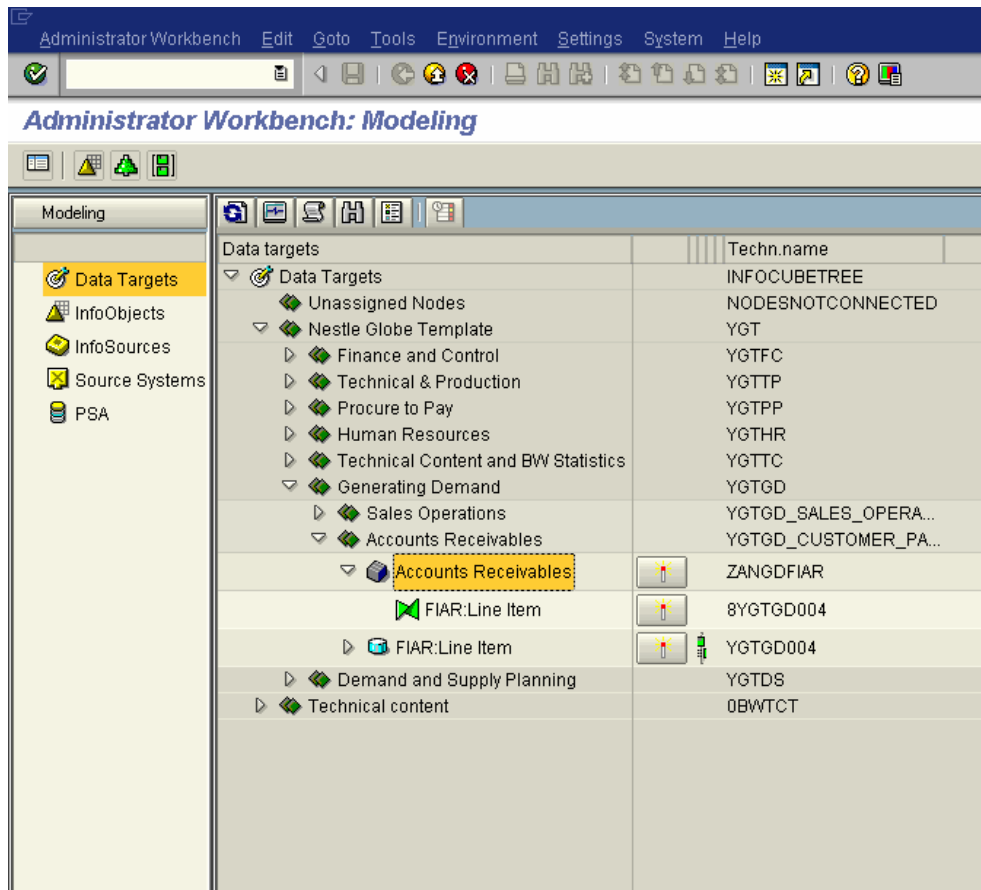 Administrator Workbench Edit Goto Tools Environment Settings System Help
Administrator Workbench: Modeling
Modeling
Data Targets
InfoObjects
InfoSources
Source Systems
PSA
Data targets Techn.name
Data Targets INFOCUBETREE
Unassigned Nodes NODESNOTCONNECTED
Nestle Globe Template YGT
Finance and Control YGTFC
Technical & Production YGTTP
Procure to Pay YGTPP
Human Resources YGTHR
Technical Content and BW Statistics YGTTC
Generating Demand YGTGD
Sales Operations YGTGD_SALES_OPERA...
Accounts Receivables YGTGD_CUSTOMER_PA...
Accounts Receivables ZANGDFIAR
FIAR:Line Item 8YGTGD004
FIAR:Line Item YGTGD004
Demand and Supply Planning YGTDS
Technical content 0BWTCT